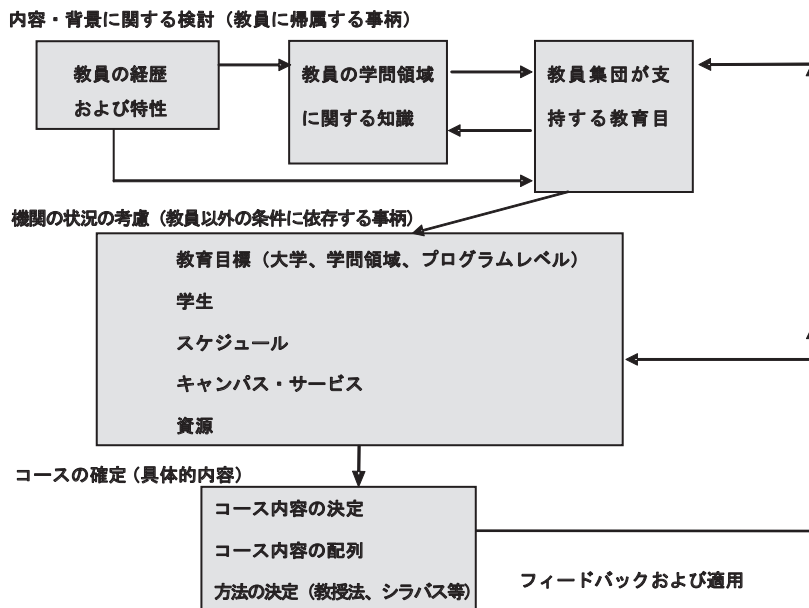 内容・背景に関する検討（教員に帰属する事柄）
教員の経歴
および特性
教員の学問領域
に関する知識
教員集団が支
持する教育目
機関の状況の考慮（教員以外の条件に依存する事柄）
教育目標（大学、学問領域、プログラムレベル）
学生
スケジュール
キャンパス・サービス
資源
コースの確定（具体的内容）
コース内容の決定
コース内容の配列
方法の決定（教授法、シラバス等）
フィードバックおよび適用